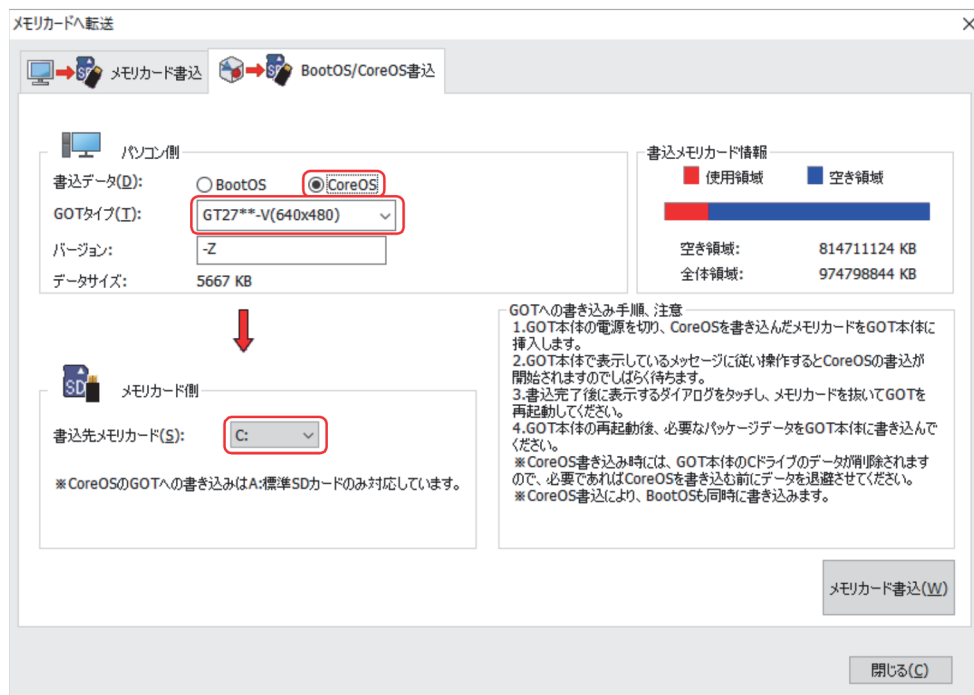 メモリカードへ転送
メモリカード書込
BootOS/CoreOS書込
パソコン側
書込データ(D):
BootOS
CoreOS
GOTタイプ(T):
GT27**-V(640x480)
バージョン:
-Z
データサイズ:
5667 KB
書込メモリカード情報
使用領域
空き領域
空き領域:
814711124 KB
全体領域:
974798844 KB
SD
メモリカード側
書込先メモリカード(S):
C:
※CoreOSのGOTへの書き込みはA:標準SDカードのみ対応しています。
GOTへの書き込み手順、注意
1.GOT本体の電源を切り、CoreOSを書き込んだメモリカードをGOT本体に
挿入します。
2.GOT本体で表示しているメッセージに従い操作するとCoreOSの書込が
開始されますのでしばらく待ちます。
3.書込完了後に表示するダイアログをタッチし、メモリカードを抜いてGOTを
再起動してください。
4.GOT本体の再起動後、必要なパッケージデータをGOT本体に書き込んで
ください。
※CoreOS書き込み時には、GOT本体のCドライブのデータが削除されます
ので、必要であればCoreOSを書き込む前にデータを退避させてください。
※CoreOS書込により、BootOSも同時に書き込みます。
メモリカード書込(W)
閉じる(C)